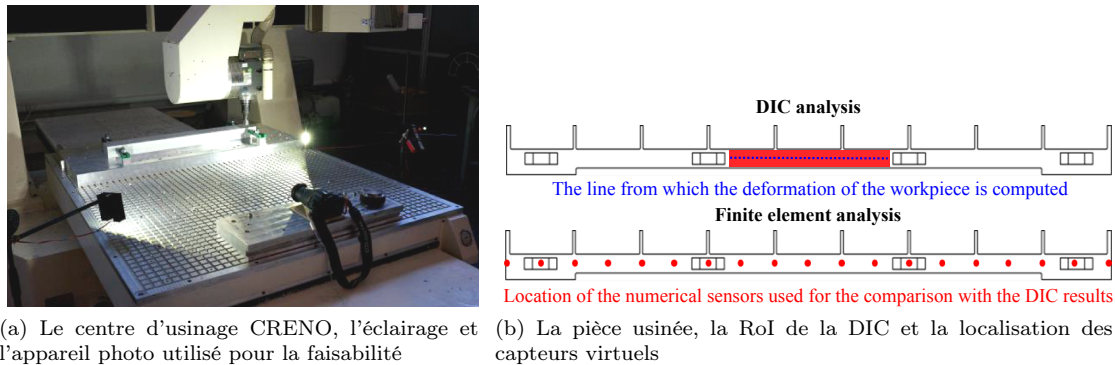 DIC analysis
The line from which the deformation of the workpiece is computed
Finite element analysis
Location of the numerical sensors used for the comparison with the DIC results
(a) Le centre d'usinage CRENO, l'éclairage et
l'appareil photo utilisé pour la faisabilité
(b) La pièce usinée, la RoI de la DIC et la localisation des
capteurs virtuels